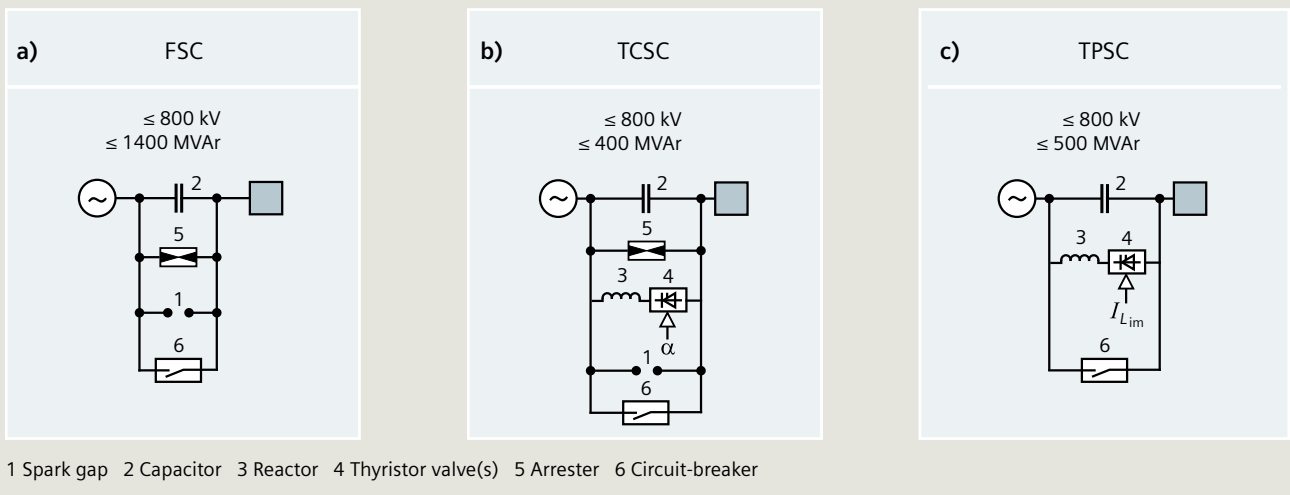 a) FSC
≤ 800 kV
≤ 1400 MVAr
2
5
1
6
b) TCSC
≤ 800 kV
≤ 400 MVAr
2
5
3 4
α
1
6
c) TPSC
≤ 800 kV
≤ 500 MVAr
2
3 4
I_Lim
6
1 Spark gap 2 Capacitor 3 Reactor 4 Thyristor valve(s) 5 Arrester 6 Circuit-breaker